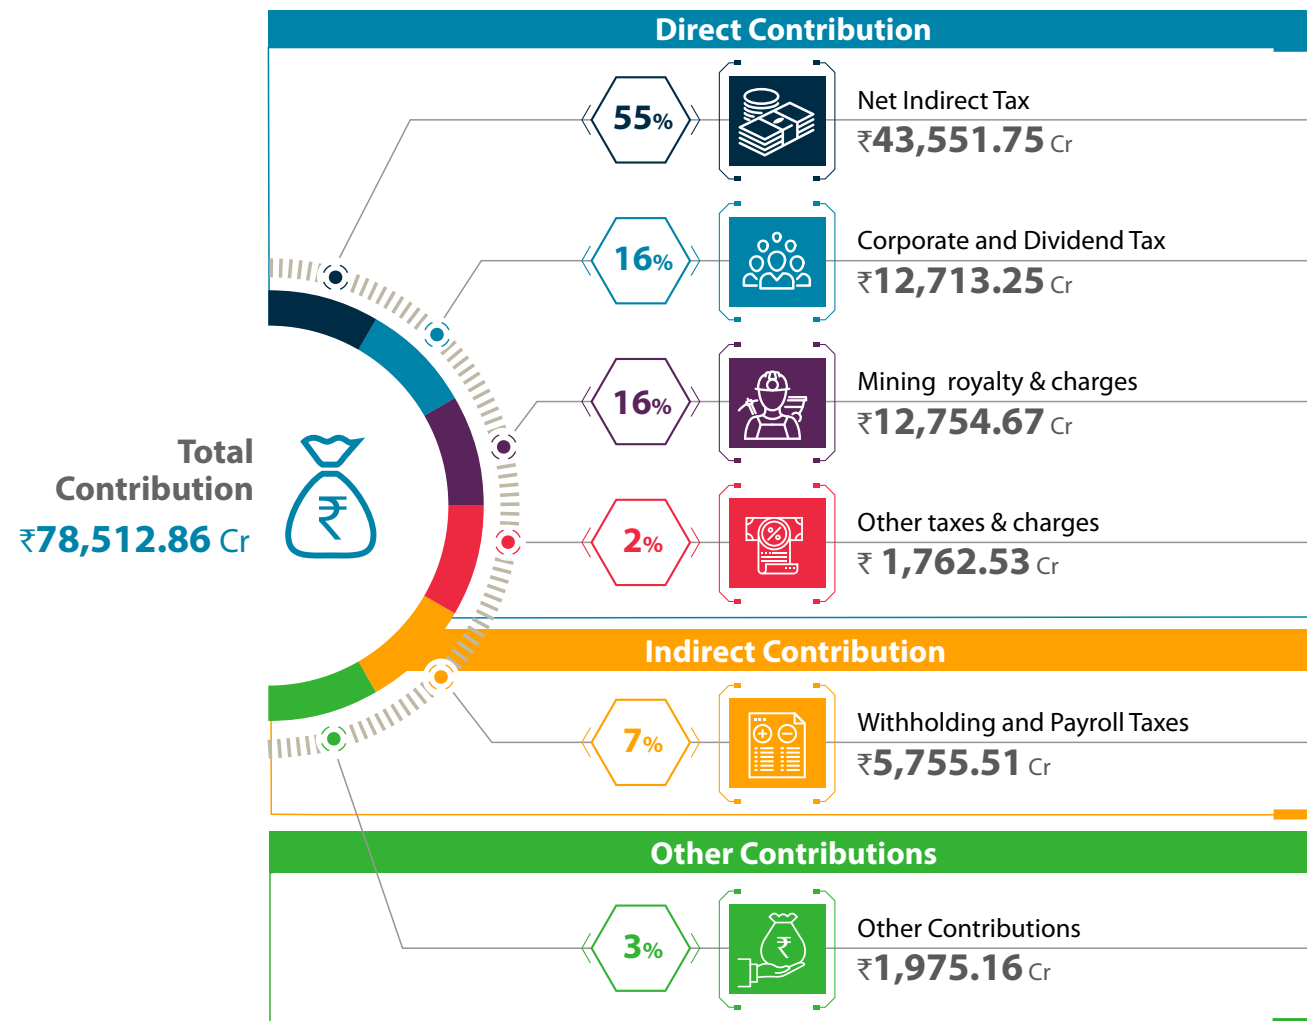 Direct Contribution
55%
Net Indirect Tax
₹43,551.75 Cr
16%
Corporate and Dividend Tax
₹12,713.25 Cr
16%
Mining royalty & charges
₹12,754.67 Cr
Total
Contribution
₹78,512.86 Cr
₹
2%
%
Other taxes & charges
₹ 1,762.53 Cr
Indirect Contribution
7%
Withholding and Payroll Taxes
₹5,755.51 Cr
Other Contributions
3%
₹
Other Contributions
₹1,975.16 Cr